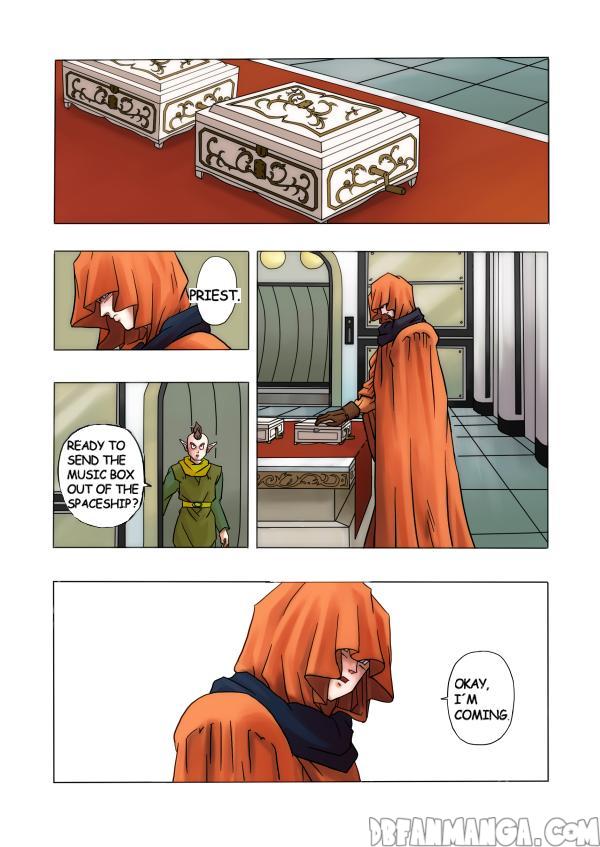 PRIEST.
READY TO
SEND THE
MUSIC BOX
OUT OF THE
SPACESHIP?
OKAY,
I´M
COMING.
DBFANMANGA.COM